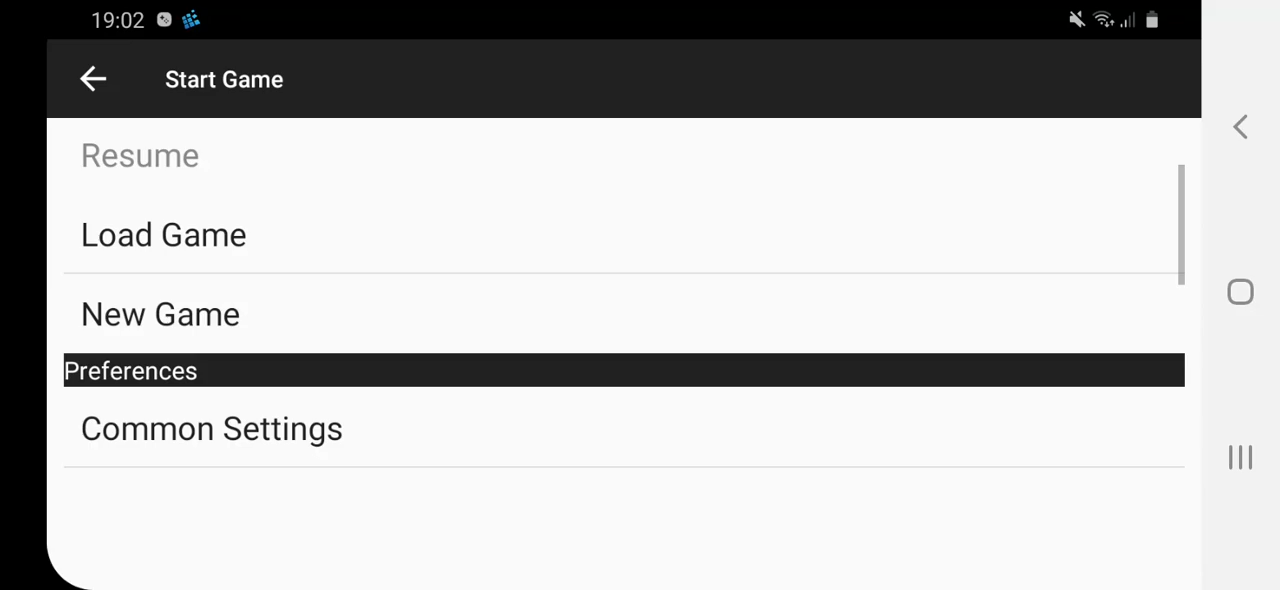 19:02
Start Game
Resume
Load Game
New Game
Preferences
Common Settings